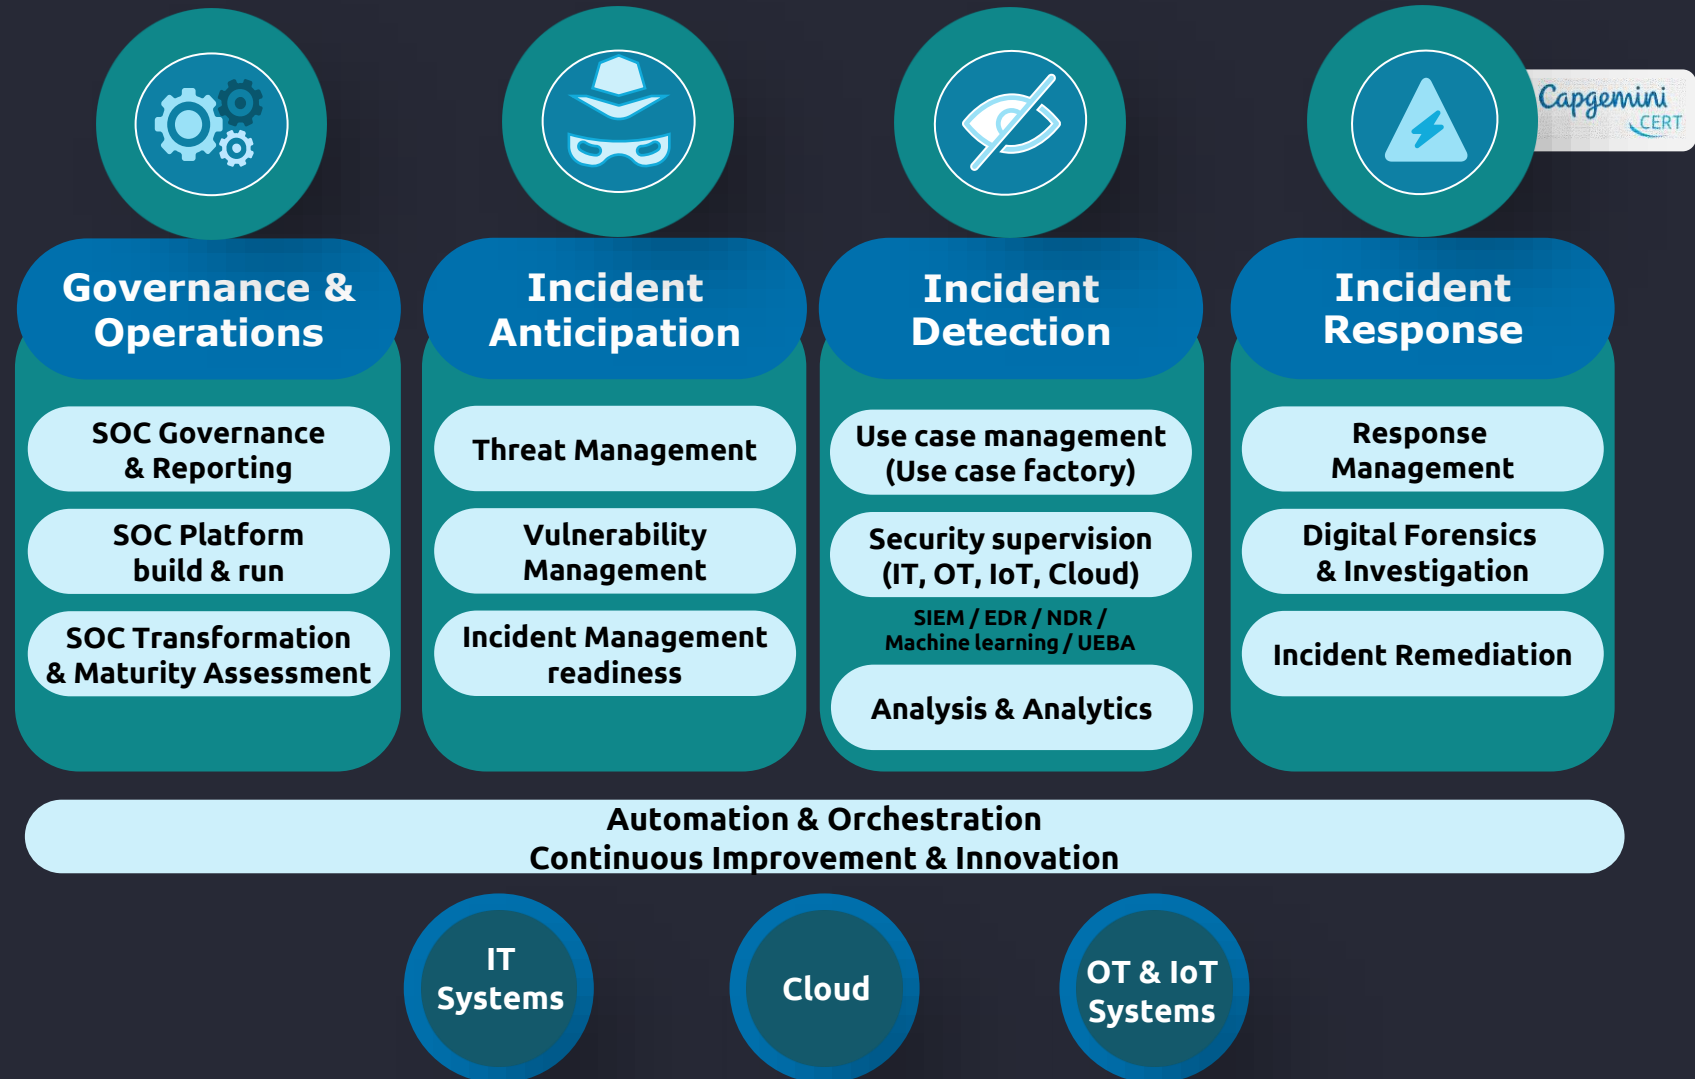 Capgemini
CERT
Governance &
Operations
SOC Governance
& Reporting
SOC Platform
build & run
SOC Transformation
& Maturity Assessment
Incident
Anticipation
Threat Management
Vulnerability
Management
Incident Management
readiness
Incident
Detection
Use case management
(Use case factory)
Security supervision
(IT, OT, IoT, Cloud)
SIEM / EDR / NDR /
Machine learning / UEBA
Analysis & Analytics
Incident
Response
Response
Management
Digital Forensics
& Investigation
Incident Remediation
Automation & Orchestration
Continuous Improvement & Innovation
IT
Systems
Cloud
OT & IoT
Systems